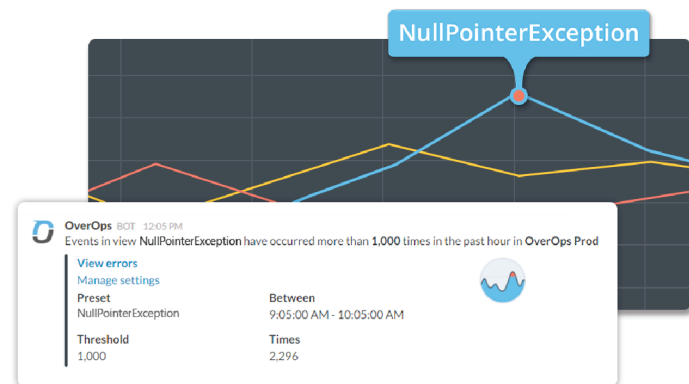 NullPointerException
OverOps BOT 12:05 PM
Events in view NullPointerException have occurred more than 1,000 times in the past hour in OverOps Prod
View errors
Manage settings
Preset Between
NullPointerException 9:05:00 AM - 10:05:00 AM
Threshold Times
1,000 2,296